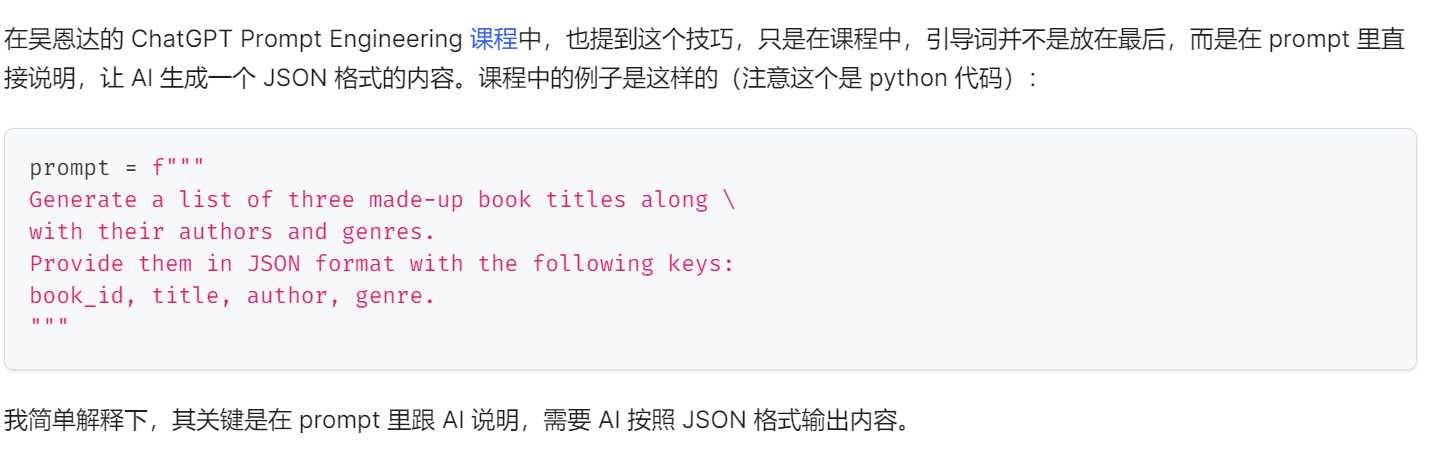 在吴恩达的 ChatGPT Prompt Engineering 课程中，也提到这个技巧，只是在课程中，引导词并不是放在最后，而是在 prompt 里直
接说明，让 AI 生成一个 JSON 格式的内容。课程中的例子是这样的（注意这个是 python 代码）：
prompt = f"""
Generate a list of three made-up book titles along \
with their authors and genres.
Provide them in JSON format with the following keys:
book_id, title, author, genre.
"""
我简单解释下，其关键是在 prompt 里跟 AI 说明，需要 AI 按照 JSON 格式输出内容。